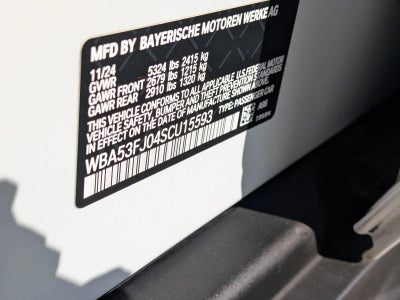 MFD BY BAYERISCHE MOTOREN WERKE AG
11/24
GVWR 5324 lbs 2415 kg
GAWR FRONT 2679 lbs 1215 kg
GAWR REAR 2910 lbs 1320 kg
THIS VEHICLE CONFORMS TO ALL APPLICABLE U.S. FEDERAL MOTOR
VEHICLE SAFETY, BUMPER, AND THEFT PREVENTION STANDARDS
IN EFFECT ON THE DATE OF MANUFACTURE SHOWN ABOVE.
WBA53FJ04SCU15593 TYPE: PASSENGER CAR
A96